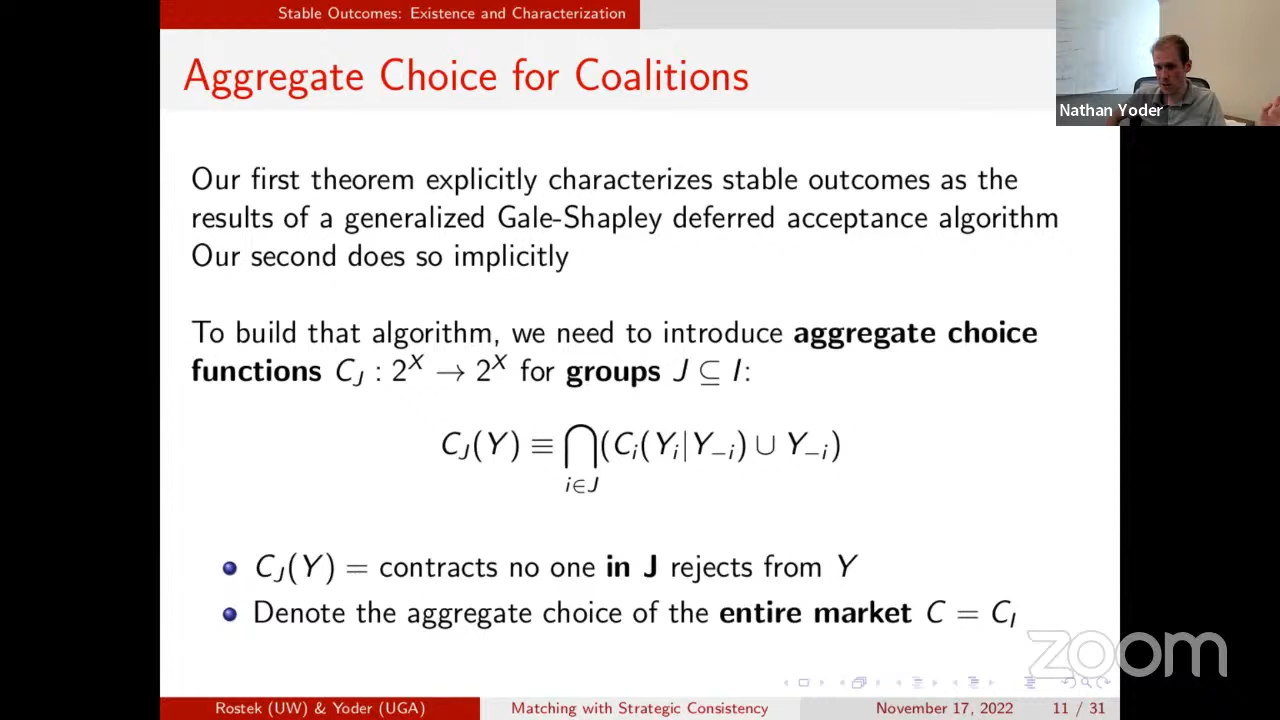 Stable Outcomes: Existence and Characterization
Aggregate Choice for Coalitions
Nathan Yoder
Our first theorem explicitly characterizes stable outcomes as the
results of a generalized Gale-Shapley deferred acceptance algorithm
Our second does so implicitly
To build that algorithm, we need to introduce aggregate choice
functions C_J : 2^X → 2^X for groups J ⊆ I:
C_J(Y) ≡ ⋂_{i∈J} (C_i(Y_i|Y_{−i}) ∪ Y_{−i})
C_J(Y) = contracts no one in J rejects from Y
Denote the aggregate choice of the entire market C = C_I
zoom
Rostek (UW) & Yoder (UGA) Matching with Strategic Consistency November 17, 2022 11 / 31